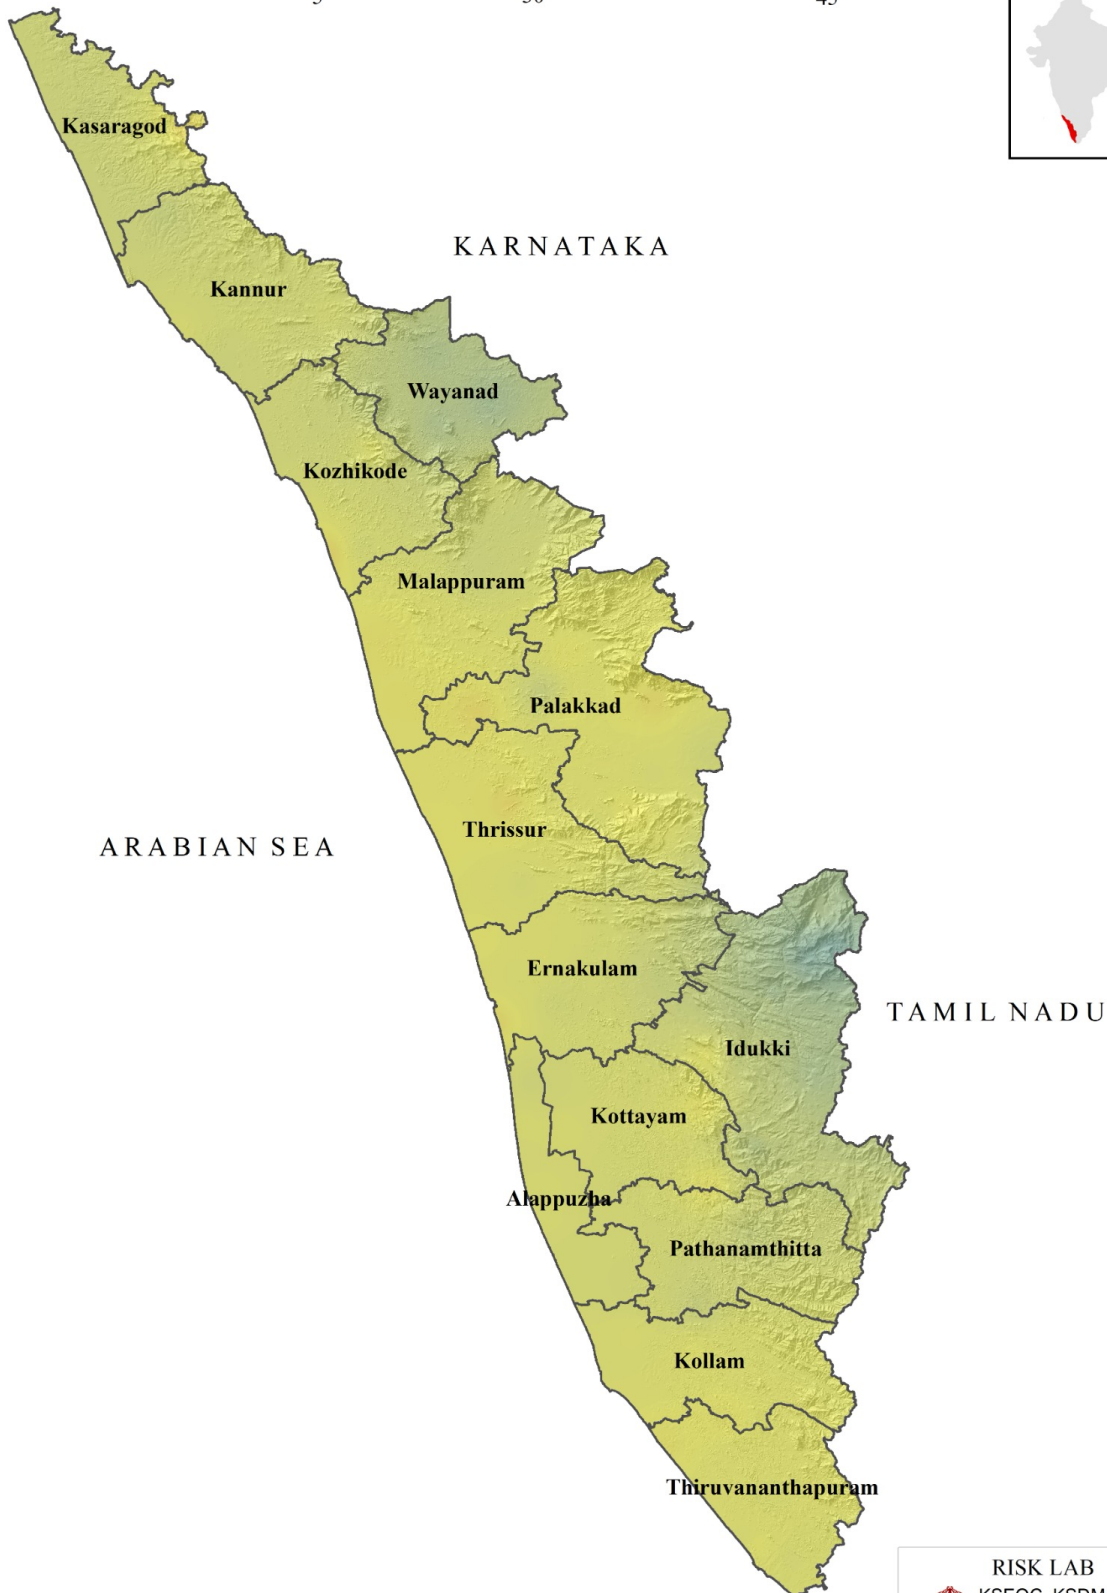 Kasaragod
KARNATAKA
Kannur
Wayanad
Kozhikode
Malappuram
Palakkad
Thrissur
ARABIAN SEA
Ernakulam
TAMIL NADU
Idukki
Kottayam
Alappuzha
Pathanamthitta
Kollam
Thiruvananthapuram
RISK LAB